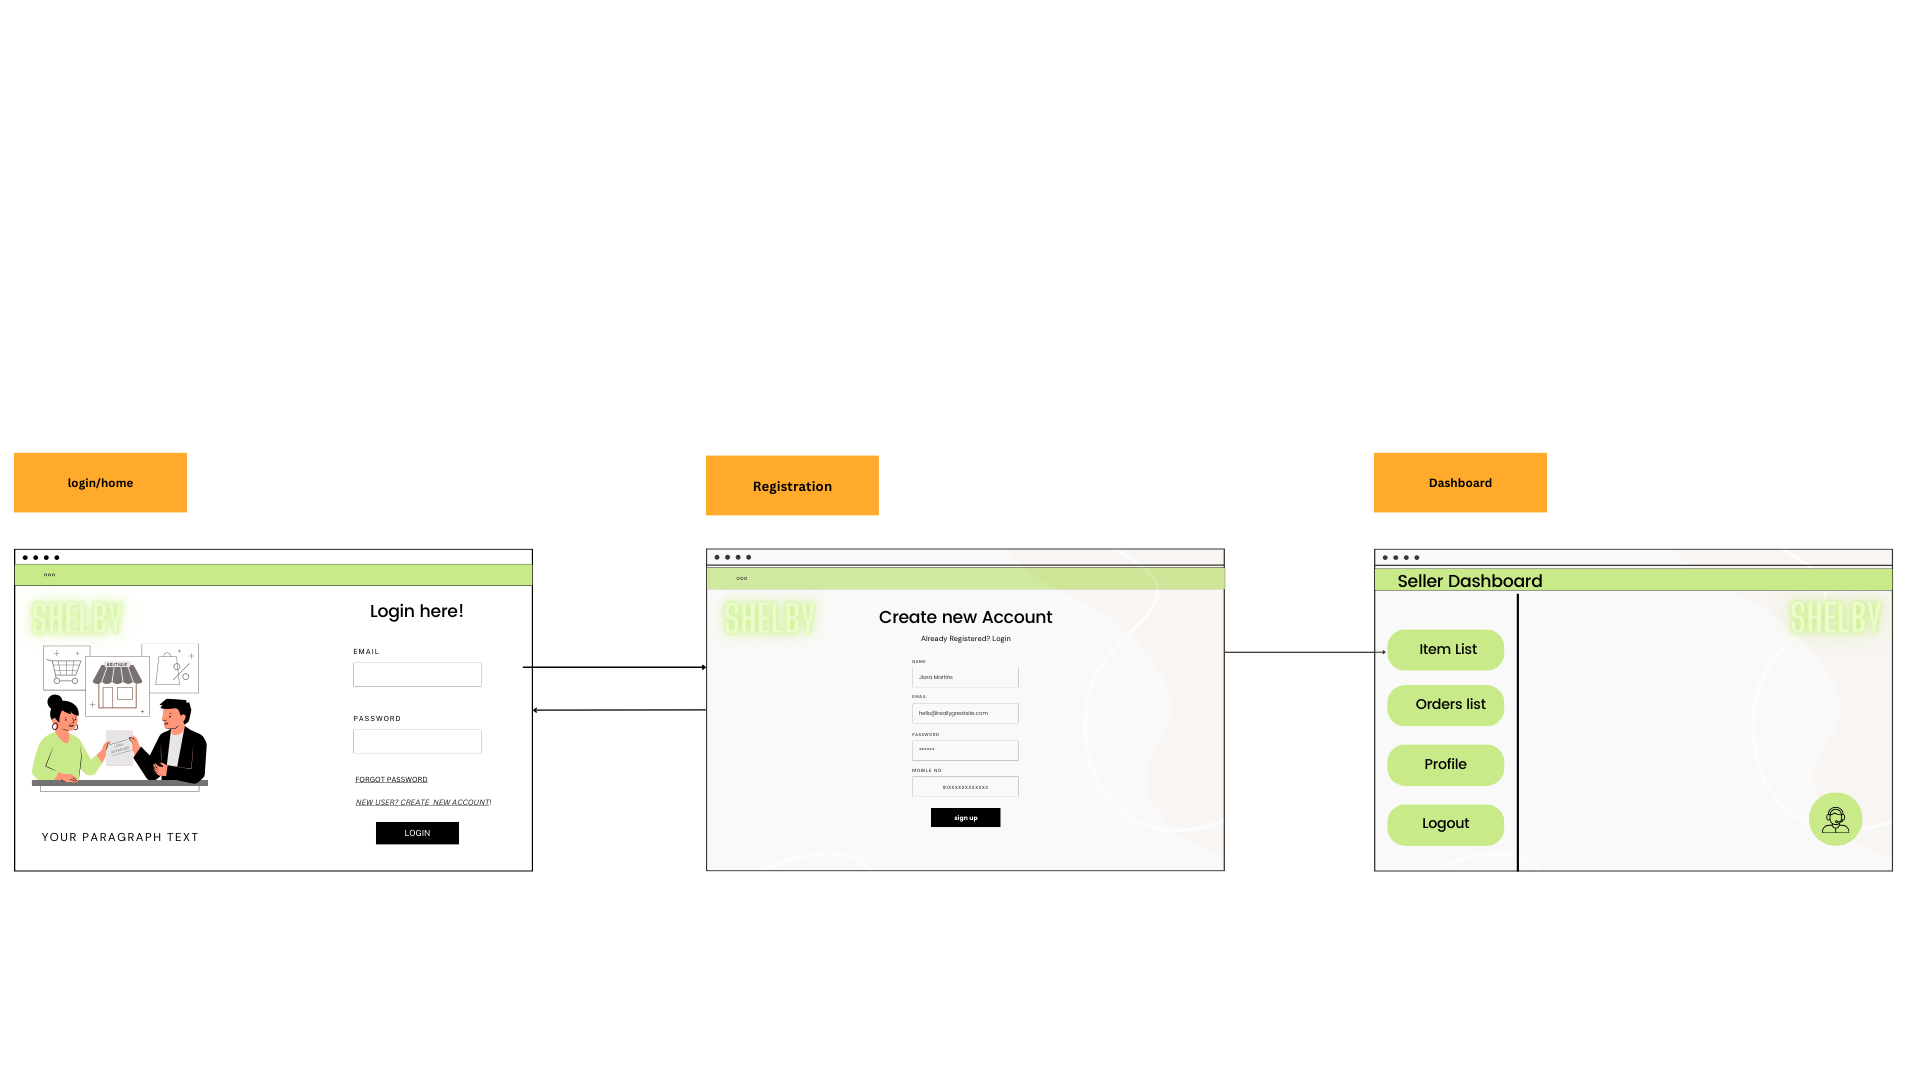 login/home
Registration
Dashboard
ooo
SHELBY
BOUTIQUE
Login here!
EMAIL
PASSWORD
FORGOT PASSWORD
NEW USER? CREATE NEW ACCOUNT!
LOGIN
YOUR PARAGRAPH TEXT
ooo
SHELBY
Create new Account
Already Registered? Login
NAME
Jiara Martins
EMAIL
hello@reallygreatsite.com
PASSWORD
******
MOBILE NO
sign up
Seller Dashboard
SHELBY
Item List
Orders list
Profile
Logout